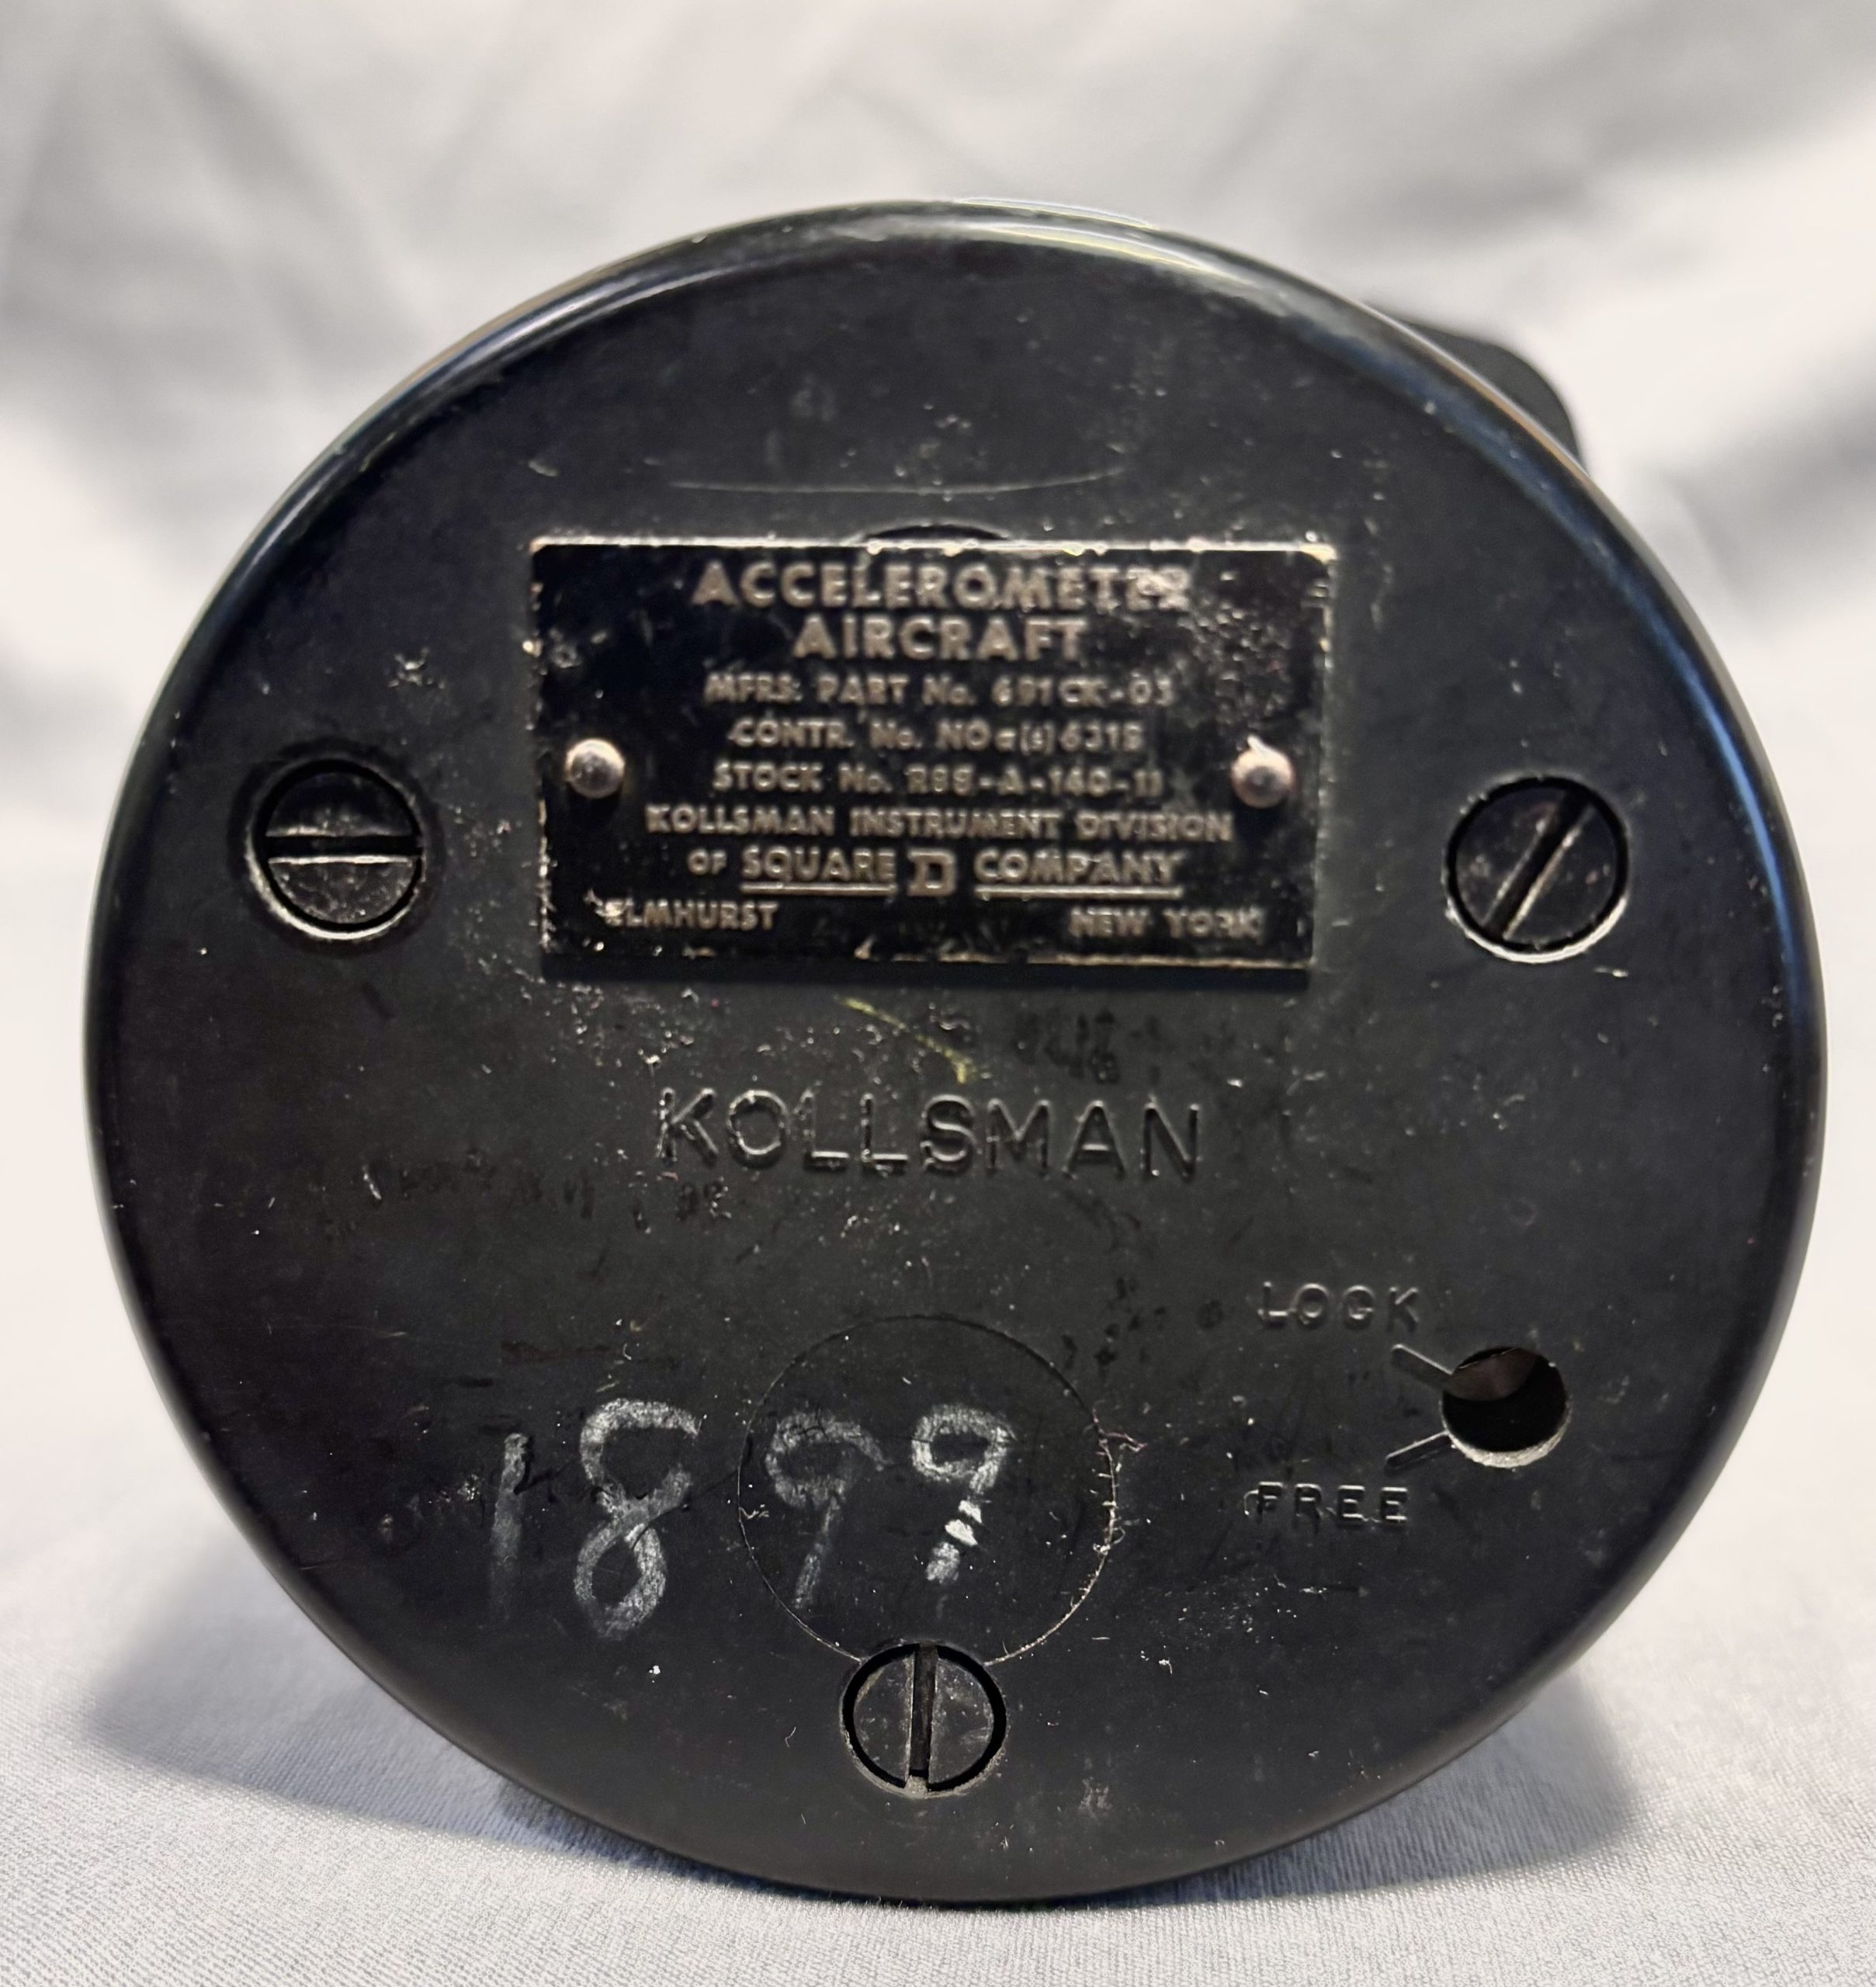 ACCELEROMETER
AIRCRAFT
MFRS. PART No. 691CK-03
CONTR. No. NOa(s)6318
STOCK No. R88-A-140-11
KOLLSMAN INSTRUMENT DIVISION
OF SQUARE D COMPANY
ELMHURST NEW YORK
KOLLSMAN
LOCK
FREE
1899